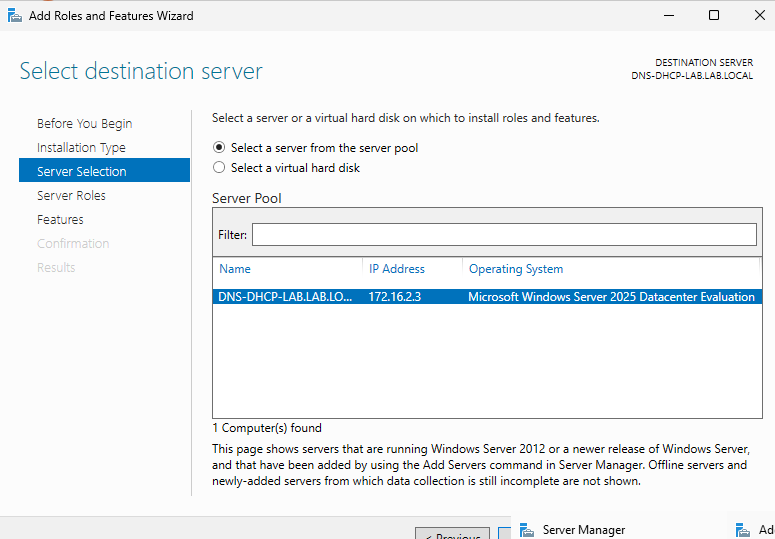 Add Roles and Features Wizard
Select destination server
DESTINATION SERVER
DNS-DHCP-LAB.LAB.LOCAL
Before You Begin
Installation Type
Server Selection
Server Roles
Features
Confirmation
Results
Select a server or a virtual hard disk on which to install roles and features.
Select a server from the server pool
Select a virtual hard disk
Server Pool
Filter:
Name IP Address Operating System
DNS-DHCP-LAB.LAB.LO... 172.16.2.3 Microsoft Windows Server 2025 Datacenter Evaluation
1 Computer(s) found
This page shows servers that are running Windows Server 2012 or a newer release of Windows Server,
and that have been added by using the Add Servers command in Server Manager. Offline servers and
newly-added servers from which data collection is still incomplete are not shown.
< Previous
Server Manager